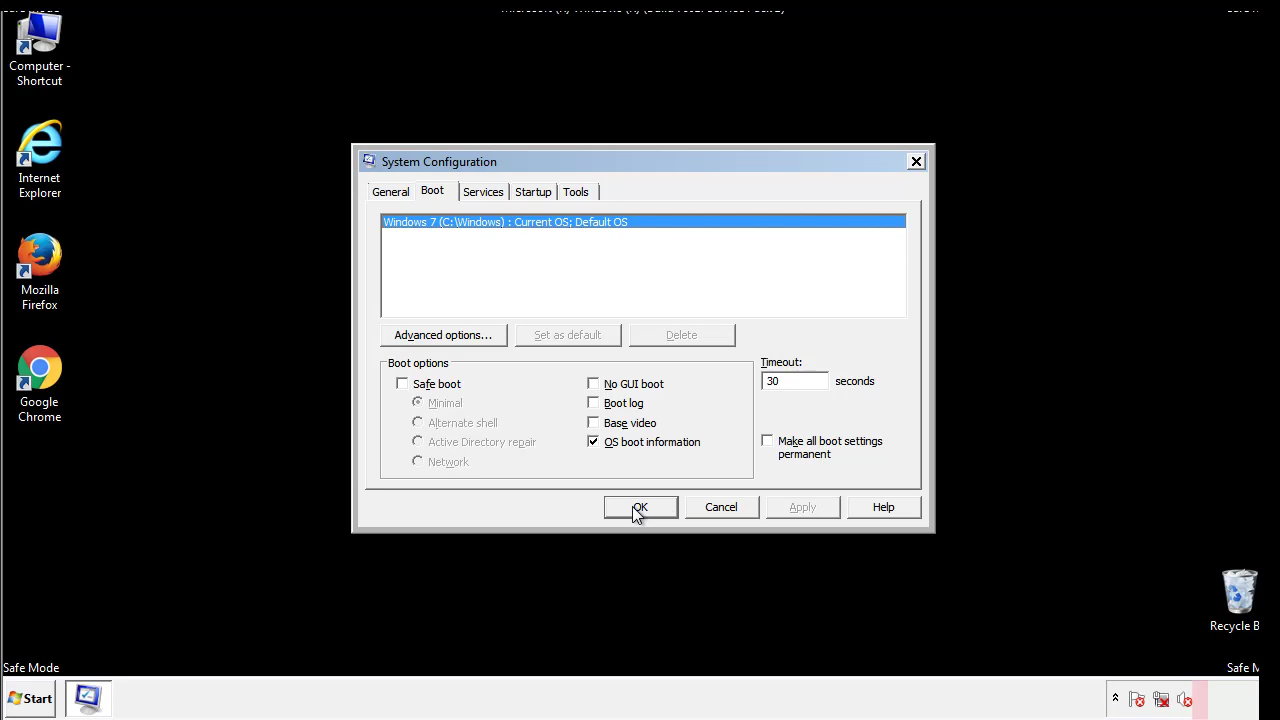 Computer -
Shortcut
Internet
Explorer
Mozilla
Firefox
Google
Chrome
System Configuration
General Boot Services Startup Tools
Windows 7 (C:\Windows) : Current OS; Default OS
Advanced options... Set as default Delete
Boot options
Safe boot
Minimal
Alternate shell
Active Directory repair
Network
No GUI boot
Boot log
Base video
OS boot information
Timeout:
30 seconds
Make all boot settings
permanent
OK Cancel Apply Help
Recycle B
Safe Mode
Safe M
Start